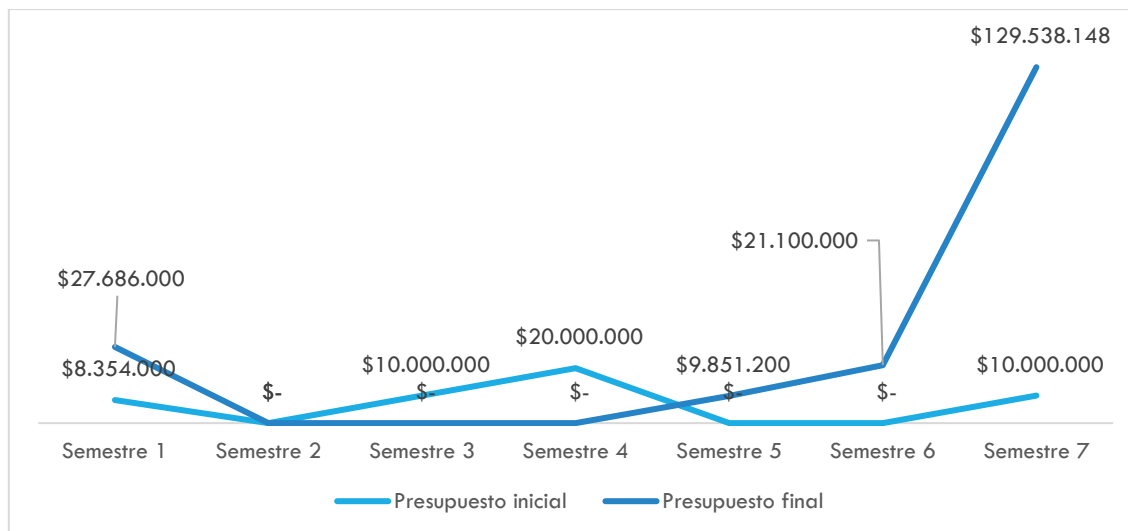 $129.538.148
$21.100.000
$27.686.000
$20.000.000
$8.354.000
$10.000.000
$9.851.200
$10.000.000
$-
$-
$-
$-
$-
$-
Semestre 1
Semestre 2
Semestre 3
Semestre 4
Semestre 5
Semestre 6
Semestre 7
Presupuesto inicial
Presupuesto final